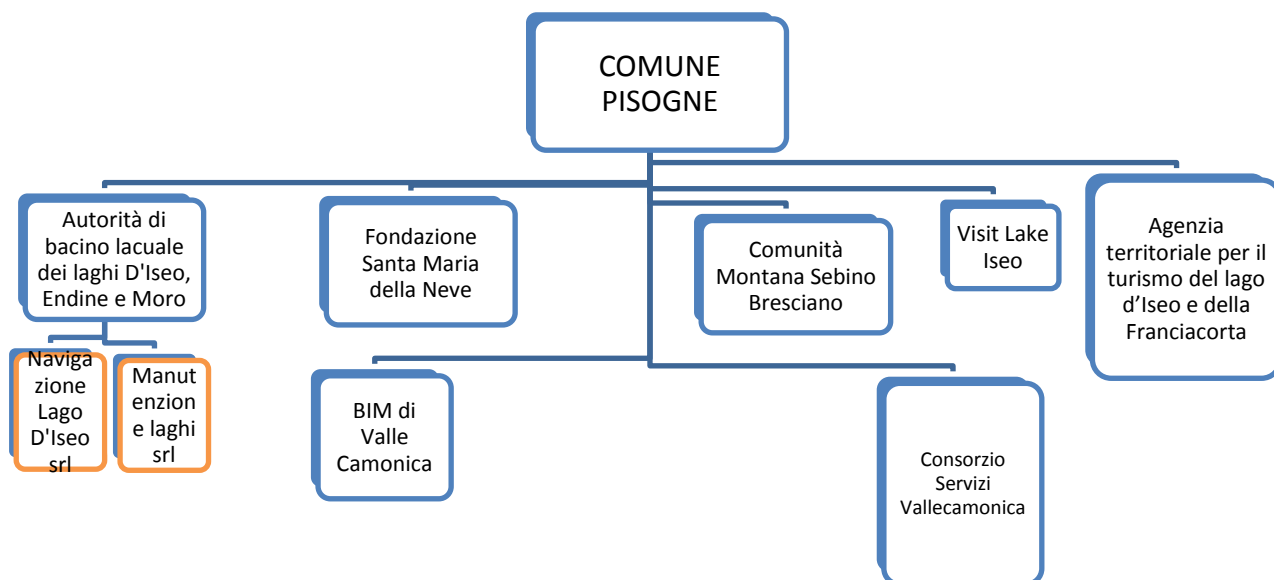 COMUNE
PISOGNE
Autorità di
bacino lacuale
dei laghi D'Iseo,
Endine e Moro
Fondazione
Santa Maria
della Neve
Comunità
Montana Sebino
Bresciano
Visit Lake
Iseo
Agenzia
territoriale per il
turismo del lago
d’Iseo e della
Franciacorta
Naviga
zione
Lago
D'Iseo
srl
Manut
enzion
e laghi
srl
BIM di
Valle
Camonica
Consorzio
Servizi
Vallecamonica